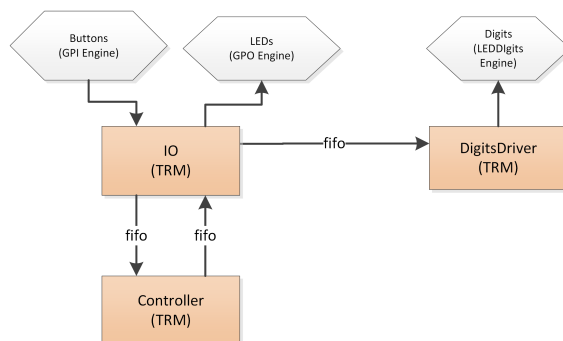 Buttons
(GPI Engine)
LEDs
(GPO Engine)
Digits
(LEDDIgits
Engine)
IO
(TRM)
fifo
DigitsDriver
(TRM)
fifo
fifo
Controller
(TRM)